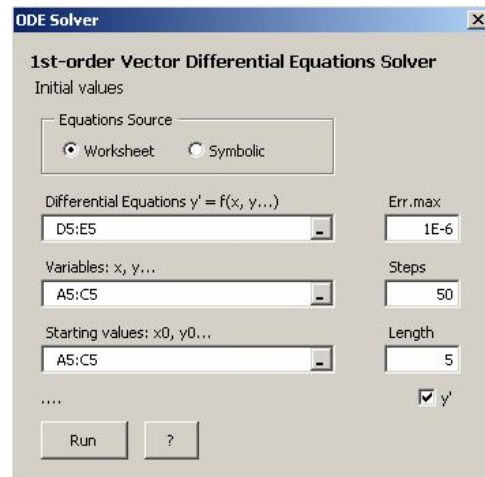 ODE Solver
1st-order Vector Differential Equations Solver
Initial values
Equations Source
Worksheet Symbolic
Differential Equations y' = f(x, y...) Err.max
D5:E5 1E-6
Variables: x, y... Steps
A5:C5 50
Starting values: x0, y0... Length
A5:C5 5
.... y'
Run ?